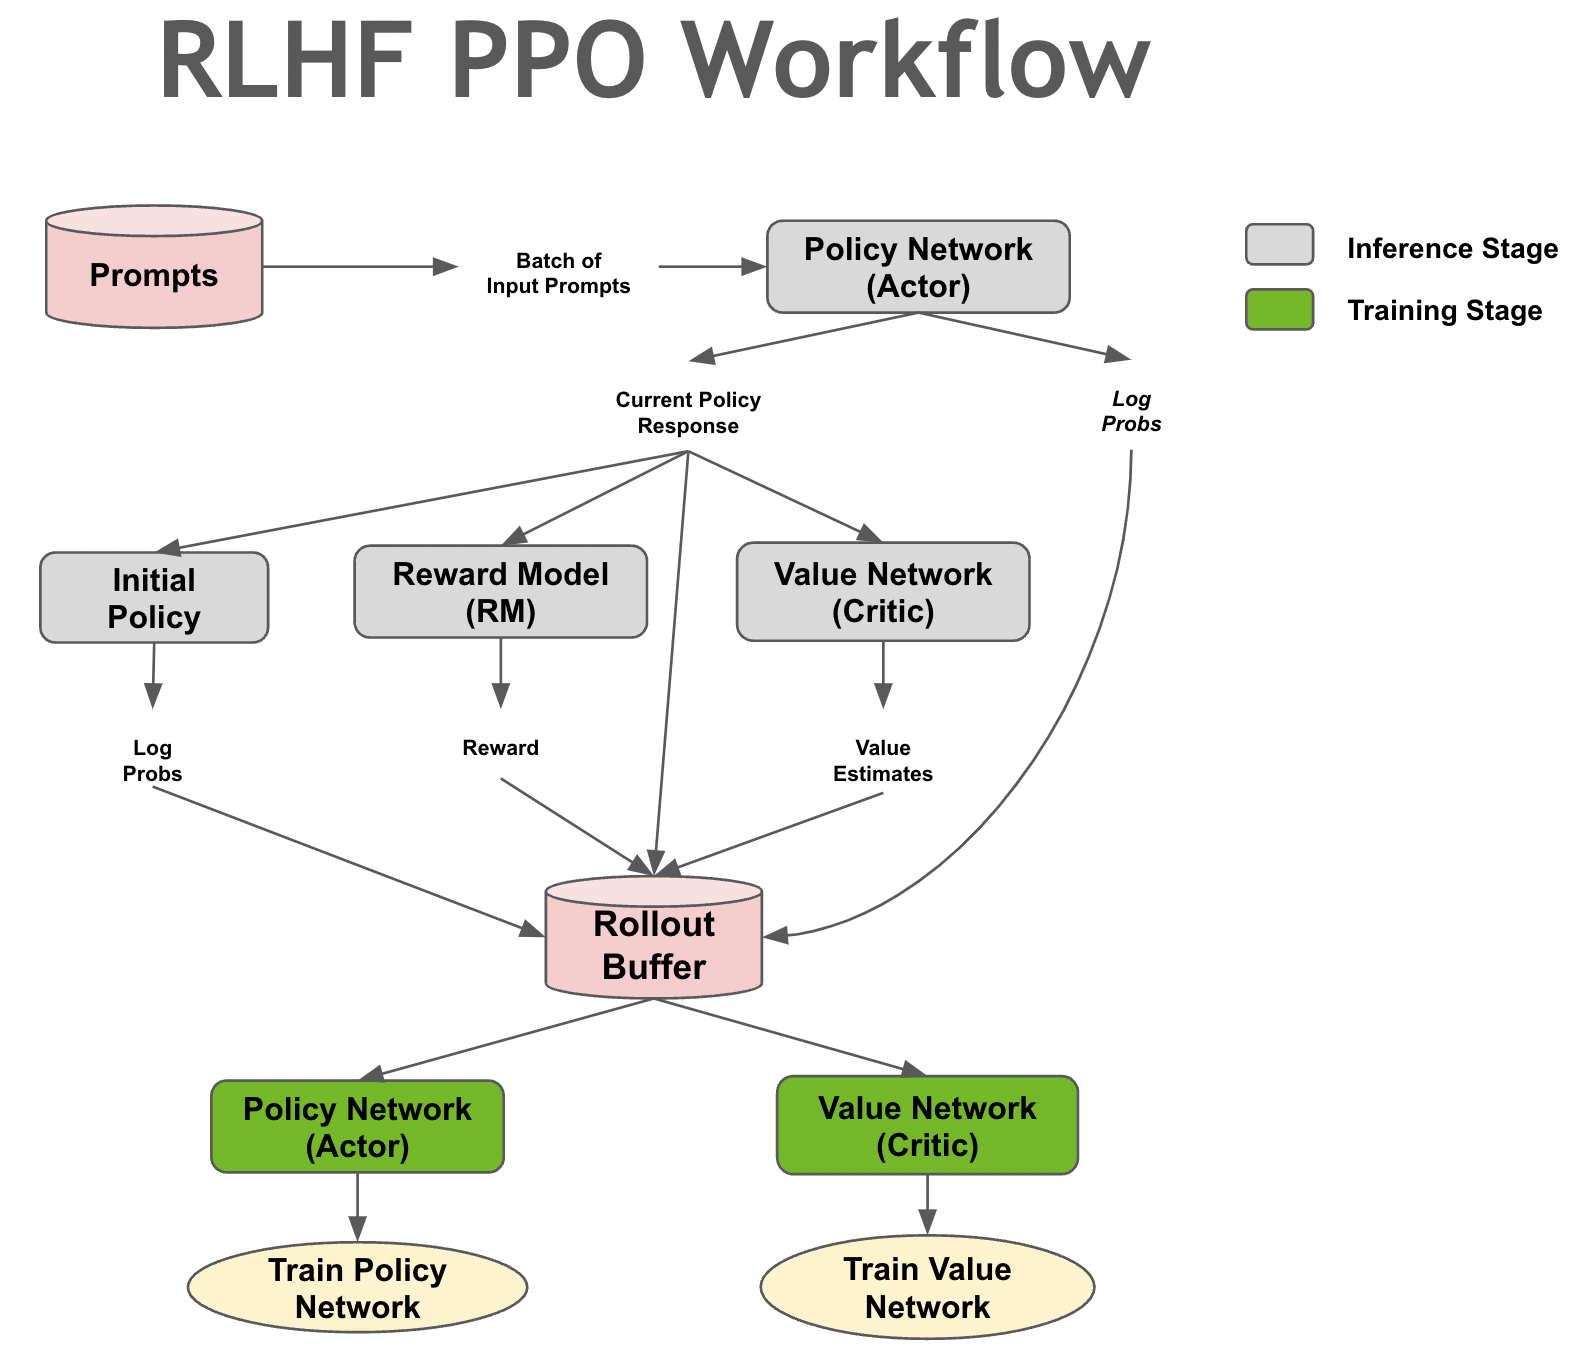 RLHF PPO Workflow
Prompts
Batch of
Input Prompts
Policy Network
(Actor)
Inference Stage
Training Stage
Current Policy
Response
Log
Probs
Initial
Policy
Reward Model
(RM)
Value Network
(Critic)
Log
Probs
Reward
Value
Estimates
Rollout
Buffer
Policy Network
(Actor)
Value Network
(Critic)
Train Policy
Network
Train Value
Network